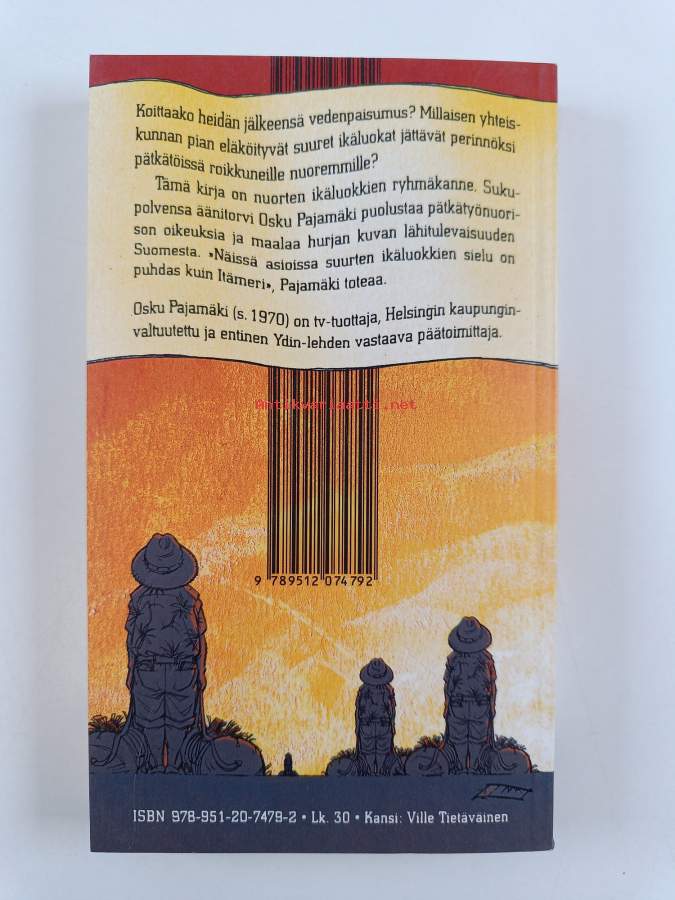 Koittaako heidän jälkeensä vedenpaisumus? Millaisen yhteis-
kunnan pian eläköityvät suuret ikäluokat jättävät perinnöksi
pätkätöissä roikkuneille nuoremmille?
Tämä kirja on nuorten ikäluokkien ryhmäkanne. Suku-
polvensa äänitorvi Osku Pajamäki puolustaa pätkätyönuori-
son oikeuksia ja maalaa hurjan kuvan lähitulevaisuuden
Suomesta. »Näissä asioissa suurten ikäluokkien sielu on
puhdas kuin Itämeri», Pajamäki toteaa.
Osku Pajamäki (s. 1970) on tv-tuottaja, Helsingin kaupungin-
valtuutettu ja entinen Ydin-lehden vastaava päätoimittaja.
Antikvariaatti.net
9 789512 074792
ISBN 978-951-20-7479-2 • Lk. 30 • Kansi: Ville Tietäväinen